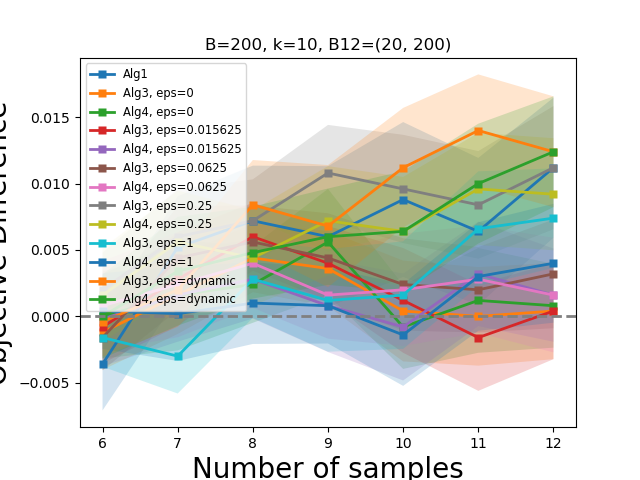 B=200, k=10, B12=(20, 200)
Alg1
Alg3, eps=0
Alg4, eps=0
Alg3, eps=0.015625
Alg4, eps=0.015625
Alg3, eps=0.0625
Alg4, eps=0.0625
Alg3, eps=0.25
Alg4, eps=0.25
Alg3, eps=1
Alg4, eps=1
Alg3, eps=dynamic
Alg4, eps=dynamic
0.015
0.010
0.005
0.000
−0.005
Objective Difference
6 7 8 9 10 11 12
Number of samples